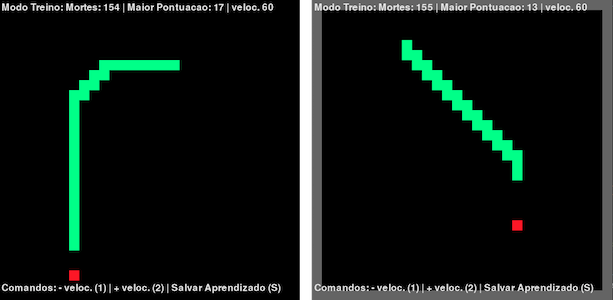 Modo Treino: Mortes: 154 | Maior Pontuacao: 17 | veloc. 60
Comandos: - veloc. (1) | + veloc. (2) | Salvar Aprendizado (S)
Modo Treino: Mortes: 155 | Maior Pontuacao: 13 | veloc. 60
Comandos: - veloc. (1) | + veloc. (2) | Salvar Aprendizado (S)